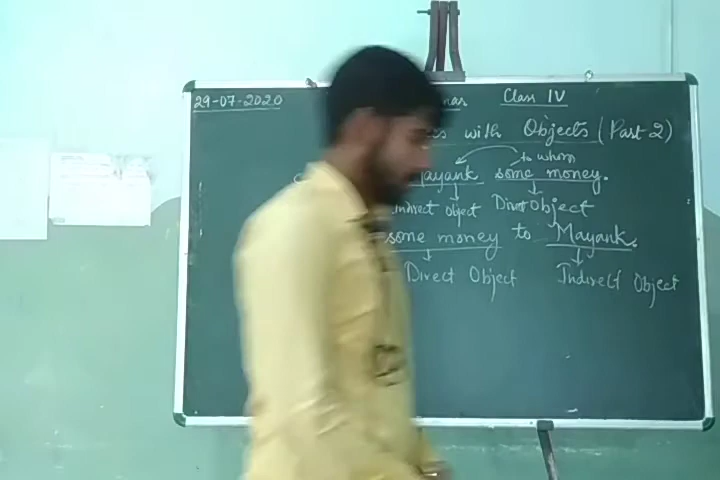 29-07-2020 Class IV
with Objects (Part 2)
to whom
Mayank some money.
Indirect Object Direct Object
some money to Mayank.
Direct Object Indirect Object